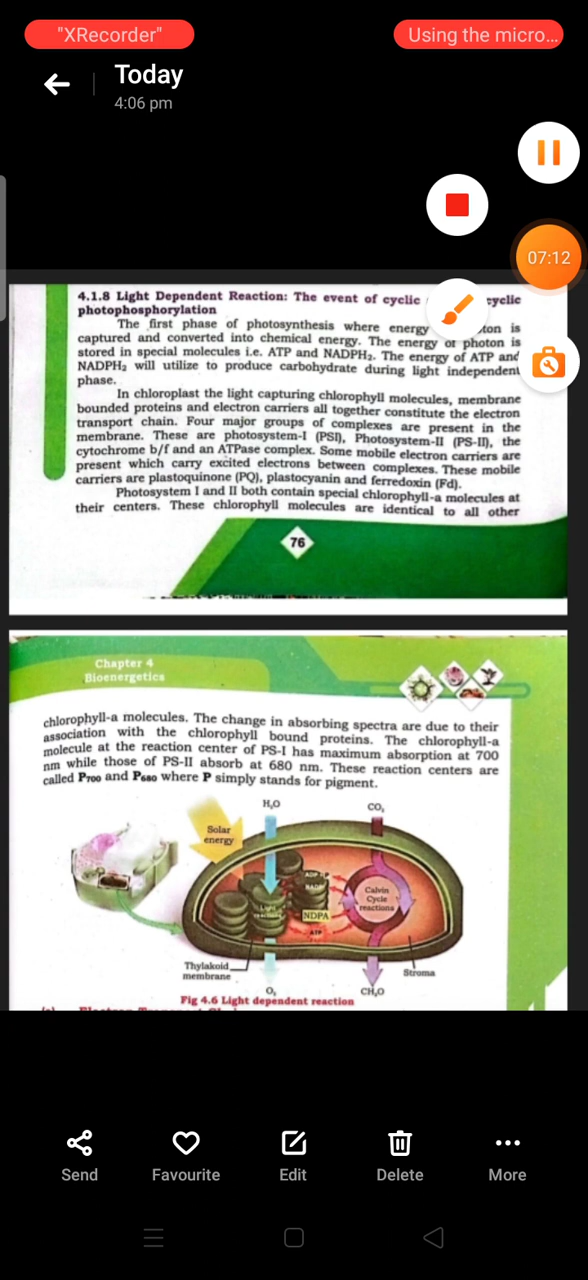 "XRecorder"
Using the micro...
Today
4:06 pm
07:12
4.1.8 Light Dependent Reaction: The event of cyclic cyclic
photophosphorylation
The first phase of photosynthesis where energy ton is
captured and converted into chemical energy. The energy of photon is
stored in special molecules i.e. ATP and NADPH₂. The energy of ATP and
NADPH₂ will utilize to produce carbohydrate during light independent
phase.
In chloroplast the light capturing chlorophyll molecules, membrane
bounded proteins and electron carriers all together constitute the electron
transport chain. Four major groups of complexes are present in the
membrane. These are photosystem-I (PSI), Photosystem-II (PS-II), the
cytochrome b/f and an ATPase complex. Some mobile electron carriers are
present which carry excited electrons between complexes. These mobile
carriers are plastoquinone (PQ), plastocyanin and ferredoxin (Fd).
Photosystem I and II both contain special chlorophyll-a molecules at
their centers. These chlorophyll molecules are identical to all other
76
Chapter 4
Bioenergetics
chlorophyll-a molecules. The change in absorbing spectra are due to their
association with the chlorophyll bound proteins. The chlorophyll-a
molecule at the reaction center of PS-I has maximum absorption at 700
nm while those of PS-II absorb at 680 nm. These reaction centers are
called P₇₀₀ and P₆₈₀ where P simply stands for pigment.
H₂O
CO₂
Solar
energy
Light
reactions
NDPA
ATP
Calvin
Cycle
reactions
Thylakoid
membrane
Stroma
O₂
CH₂O
Fig 4.6 Light dependent reaction
Send
Favourite
Edit
Delete
More